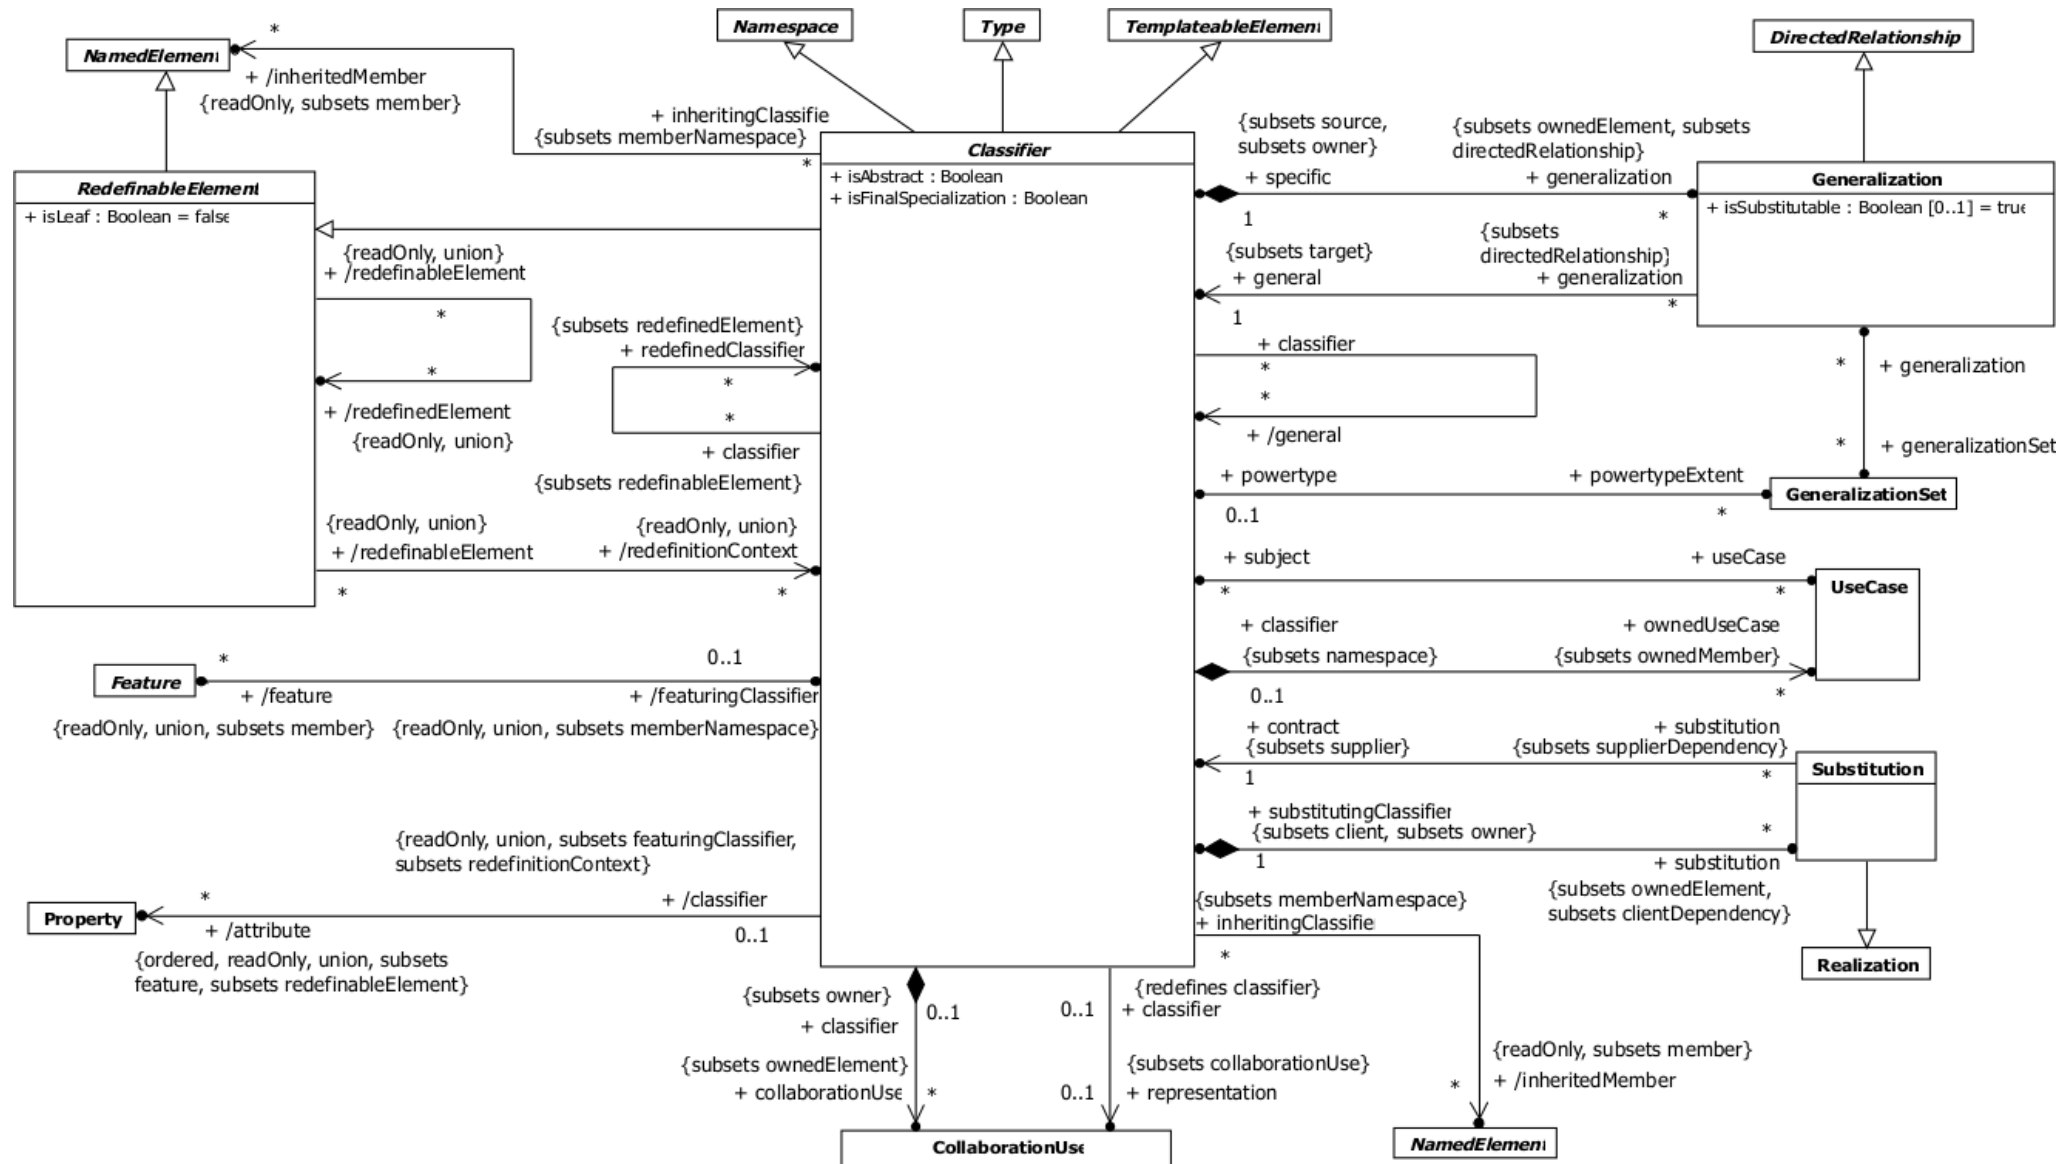 Namespace
Type
TemplateableElement
DirectedRelationship
NamedElement
*
+ /inheritedMember
{readOnly, subsets member}
+ inheritingClassifie
{subsets memberNamespace}
*
RedefinableElement
+ isLeaf : Boolean = false
Classifier
+ isAbstract : Boolean
+ isFinalSpecialization : Boolean
{subsets source,
subsets owner}
+ specific
1
{subsets ownedElement, subsets
directedRelationship}
+ generalization
*
Generalization
+ isSubstitutable : Boolean [0..1] = true
{readOnly, union}
+ /redefinableElement
*
*
+ /redefinedElement
{readOnly, union}
{subsets redefinedElement}
+ redefinedClassifier
*
*
+ classifier
{subsets redefinableElement}
{subsets target}
+ general
1
{subsets
directedRelationship}
+ generalization
*
+ classifier
*
*
+ /general
*
+ generalization
*
+ generalizationSet
+ powertype
0..1
+ powertypeExtent
*
GeneralizationSet
{readOnly, union}
+ /redefinableElement
*
{readOnly, union}
+ /redefinitionContext
*
+ subject
*
+ useCase
*
UseCase
+ classifier
{subsets namespace}
0..1
+ ownedUseCase
{subsets ownedMember}
*
Feature
*
+ /feature
{readOnly, union, subsets member}
0..1
+ /featuringClassifier
{readOnly, union, subsets memberNamespace}
+ contract
{subsets supplier}
1
+ substitution
{subsets supplierDependency}
*
Substitution
+ substitutingClassifier
{subsets client, subsets owner}
1
*
+ substitution
{subsets ownedElement,
subsets clientDependency}
Realization
{readOnly, union, subsets featuringClassifier,
subsets redefinitionContext}
+ /classifier
0..1
Property
*
+ /attribute
{ordered, readOnly, union, subsets
feature, subsets redefinableElement}
{subsets memberNamespace}
+ inheritingClassifie
*
{subsets owner}
0..1
+ classifier
{subsets ownedElement}
+ collaborationUse
*
{redefines classifier}
0..1
+ classifier
{subsets collaborationUse}
0..1
+ representation
{readOnly, subsets member}
*
+ /inheritedMember
CollaborationUse
NamedElement